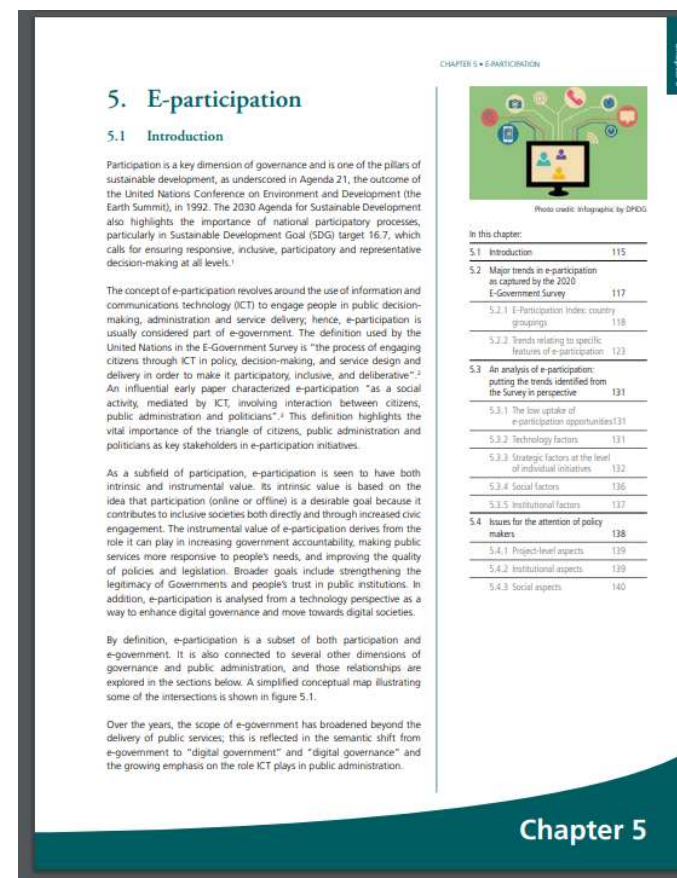 CHAPTER 5 • E-PARTICIPATION
5. E-participation
5.1 Introduction
Participation is a key dimension of governance and is one of the pillars of
sustainable development, as underscored in Agenda 21, the outcome of
the United Nations Conference on Environment and Development (the
Earth Summit), in 1992. The 2030 Agenda for Sustainable Development
also highlights the importance of national participatory processes,
particularly in Sustainable Development Goal (SDG) target 16.7, which
calls for ensuring responsive, inclusive, participatory and representative
decision-making at all levels.¹
The concept of e-participation revolves around the use of information and
communications technology (ICT) to engage people in public decision-
making, administration and service delivery; hence, e-participation is
usually considered part of e-government. The definition used by the
United Nations in the E-Government Survey is “the process of engaging
citizens through ICT in policy, decision-making, and service design and
delivery in order to make it participatory, inclusive, and deliberative”.²
An influential early paper characterized e-participation “as a social
activity, mediated by ICT, involving interaction between citizens,
public administration and politicians”.³ This definition highlights the
vital importance of the triangle of citizens, public administration and
politicians as key stakeholders in e-participation initiatives.
As a subfield of participation, e-participation is seen to have both
intrinsic and instrumental value. Its intrinsic value is based on the
idea that participation (online or offline) is a desirable goal because it
contributes to inclusive societies both directly and through increased civic
engagement. The instrumental value of e-participation derives from the
role it can play in increasing government accountability, making public
services more responsive to people’s needs, and improving the quality
of policies and legislation. Broader goals include strengthening the
legitimacy of Governments and people’s trust in public institutions. In
addition, e-participation is analysed from a technology perspective as a
way to enhance digital governance and move towards digital societies.
By definition, e-participation is a subset of both participation and
e-government. It is also connected to several other dimensions of
governance and public administration, and those relationships are
explored in the sections below. A simplified conceptual map illustrating
some of the intersections is shown in figure 5.1.
Over the years, the scope of e-government has broadened beyond the
delivery of public services; this is reflected in the semantic shift from
e-government to “digital government” and “digital governance” and
the growing emphasis on the role ICT plays in public administration.
Photo credit: Infographic by DPIDG
In this chapter:
5.1 Introduction 115
5.2 Major trends in e-participation
as captured by the 2020
E-Government Survey 117
5.2.1 E-Participation Index: country
groupings 118
5.2.2 Trends relating to specific
features of e-participation 123
5.3 An analysis of e-participation:
putting the trends identified from
the Survey in perspective 131
5.3.1 The low uptake of
e-participation opportunities131
5.3.2 Technology factors 131
5.3.3 Strategic factors at the level
of individual initiatives 132
5.3.4 Social factors 136
5.3.5 Institutional factors 137
5.4 Issues for the attention of policy
makers 138
5.4.1 Project-level aspects 139
5.4.2 Institutional aspects 139
5.4.3 Social aspects 140
Chapter 5